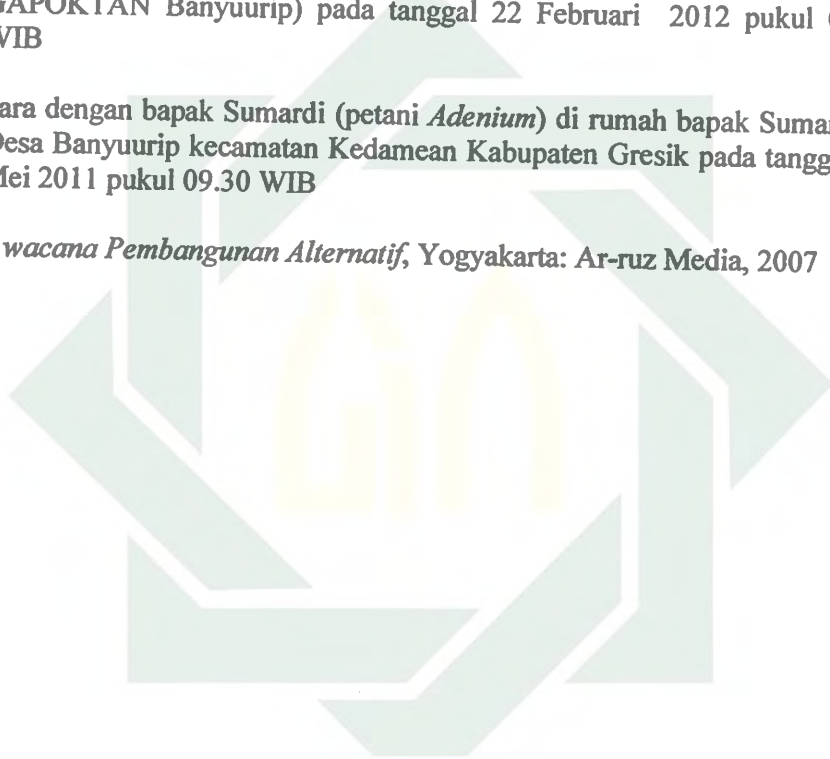 GAPOKTAN Banyuurip) pada tanggal 22 Februari 2012 pukul
WIB
ara dengan bapak Sumardi (petani Adenium) di rumah bapak Sumar
Desa Banyuurip kecamatan Kedamean Kabupaten Gresik pada tangg
Mei 2011 pukul 09.30 WIB
wacana Pembangunan Alternatif, Yogyakarta: Ar-ruz Media, 2007